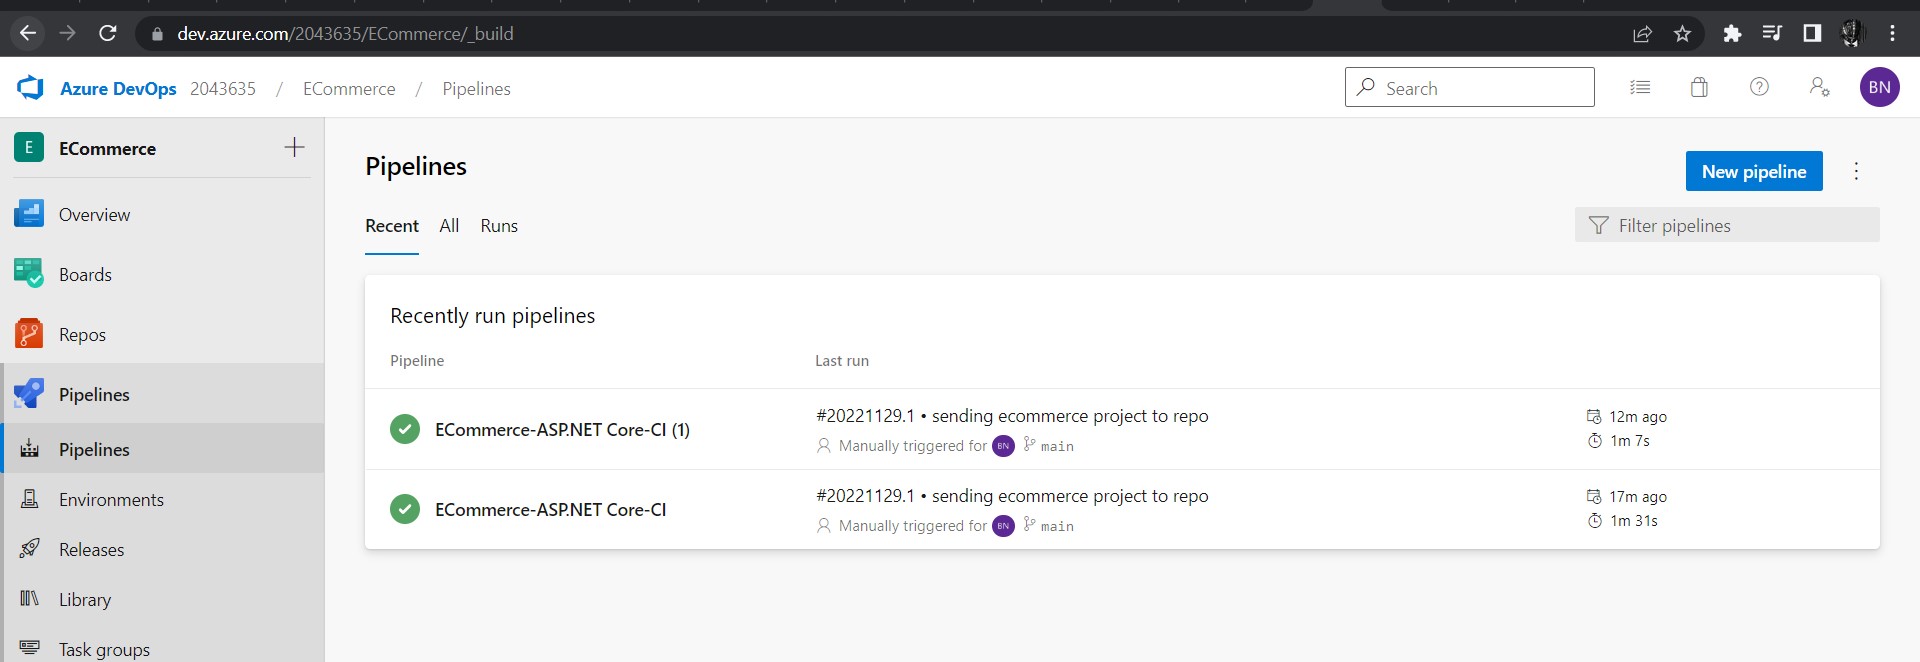 dev.azure.com/2043635/ECommerce/_build
Azure DevOps 2043635 / ECommerce / Pipelines
Search
BN
E ECommerce
Overview
Boards
Repos
Pipelines
Pipelines
Environments
Releases
Library
Task groups
Pipelines
New pipeline
Recent All Runs
Filter pipelines
Recently run pipelines
Pipeline Last run
ECommerce-ASP.NET Core-CI (1)
#20221129.1 • sending ecommerce project to repo
Manually triggered for BN main
12m ago
1m 7s
ECommerce-ASP.NET Core-CI
#20221129.1 • sending ecommerce project to repo
Manually triggered for BN main
17m ago
1m 31s